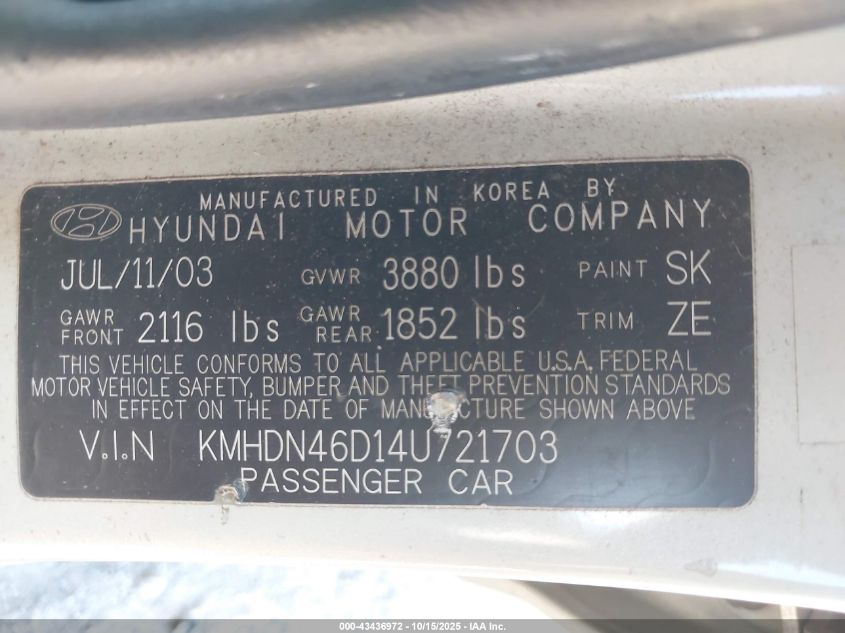 MANUFACTURED IN KOREA BY
HYUNDAI MOTOR COMPANY
JUL/11/03 GVWR 3880 lbs PAINT SK
GAWR FRONT 2116 lbs GAWR REAR 1852 lbs TRIM ZE
THIS VEHICLE CONFORMS TO ALL APPLICABLE U.S.A. FEDERAL
MOTOR VEHICLE SAFETY, BUMPER AND THEFT PREVENTION STANDARDS
IN EFFECT ON THE DATE OF MANUFACTURE SHOWN ABOVE
V.I.N KMHDN46D14U721703
PASSENGER CAR
000-43436972 - 10/15/2025 - IAA Inc.